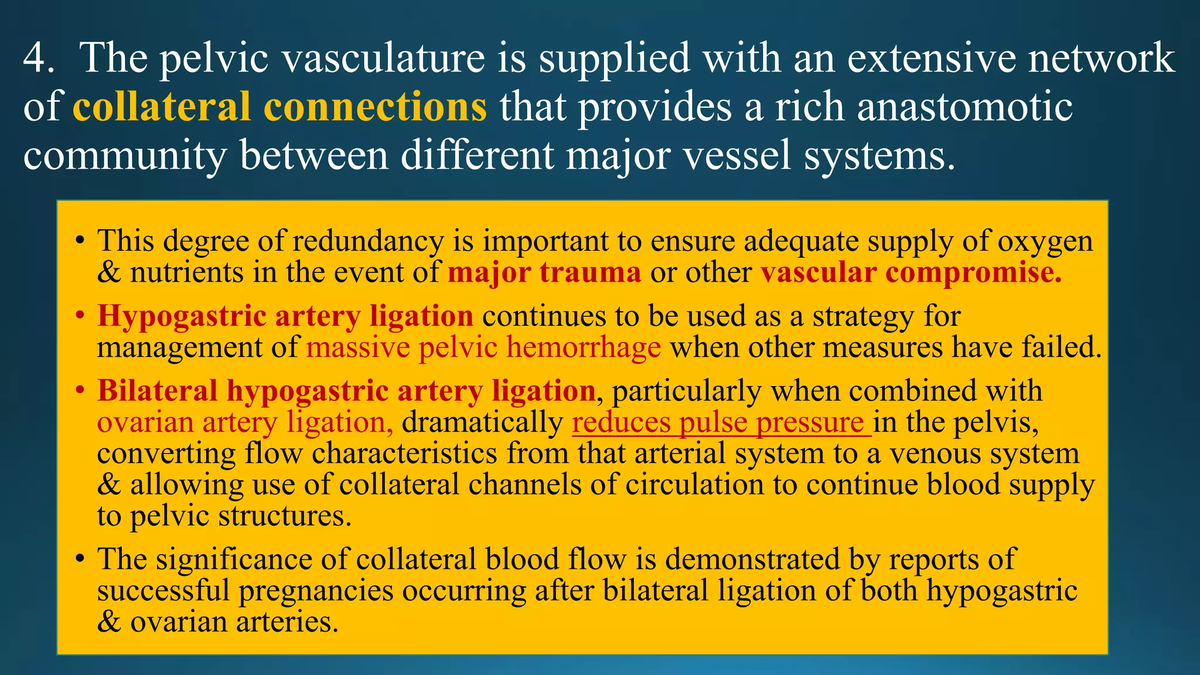 4. The pelvic vasculature is supplied with an extensive network
of collateral connections that provides a rich anastomotic
community between different major vessel systems.
• This degree of redundancy is important to ensure adequate supply of oxygen
& nutrients in the event of major trauma or other vascular compromise.
• Hypogastric artery ligation continues to be used as a strategy for
management of massive pelvic hemorrhage when other measures have failed.
• Bilateral hypogastric artery ligation, particularly when combined with
ovarian artery ligation, dramatically reduces pulse pressure in the pelvis,
converting flow characteristics from that arterial system to a venous system
& allowing use of collateral channels of circulation to continue blood supply
to pelvic structures.
• The significance of collateral blood flow is demonstrated by reports of
successful pregnancies occurring after bilateral ligation of both hypogastric
& ovarian arteries.